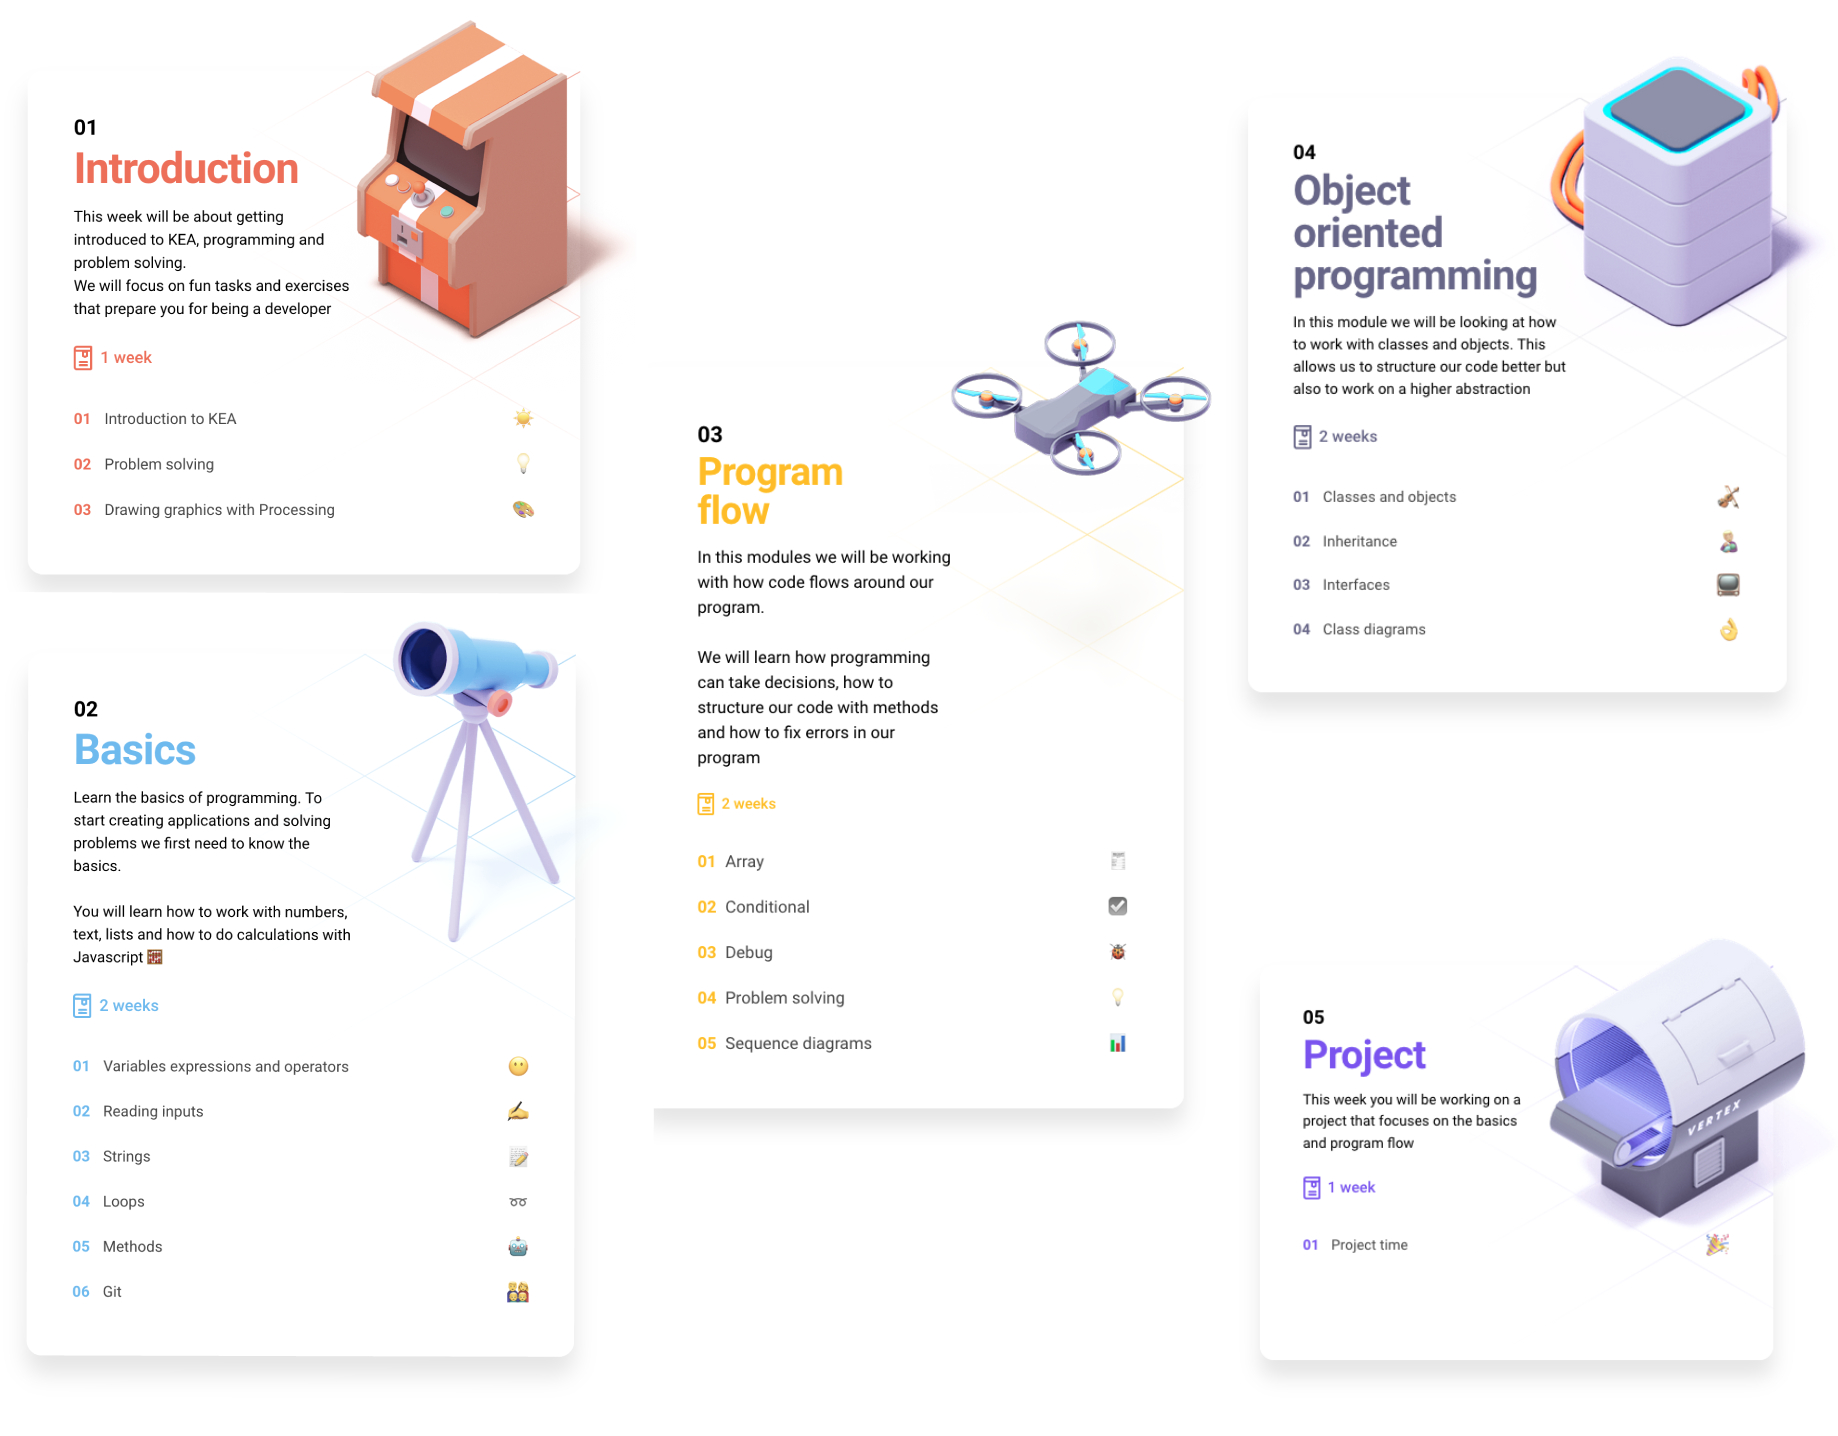 01
Introduction
This week will be about getting
introduced to KEA, programming and
problem solving.
We will focus on fun tasks and exercises
that prepare you for being a developer
1 week
01 Introduction to KEA
02 Problem solving
03 Drawing graphics with Processing
02
Basics
Learn the basics of programming. To
start creating applications and solving
problems we first need to know the
basics.
You will learn how to work with numbers,
text, lists and how to do calculations with
Javascript
2 weeks
01 Variables expressions and operators
02 Reading inputs
03 Strings
04 Loops
05 Methods
06 Git
03
Program
flow
In this modules we will be working
with how code flows around our
program.
We will learn how programming
can take decisions, how to
structure our code with methods
and how to fix errors in our
program
2 weeks
01 Array
02 Conditional
03 Debug
04 Problem solving
05 Sequence diagrams
04
Object
oriented
programming
In this module we will be looking at how
to work with classes and objects. This
allows us to structure our code better but
also to work on a higher abstraction
2 weeks
01 Classes and objects
02 Inheritance
03 Interfaces
04 Class diagrams
05
Project
This week you will be working on a
project that focuses on the basics
and program flow
1 week
01 Project time
VERTEX